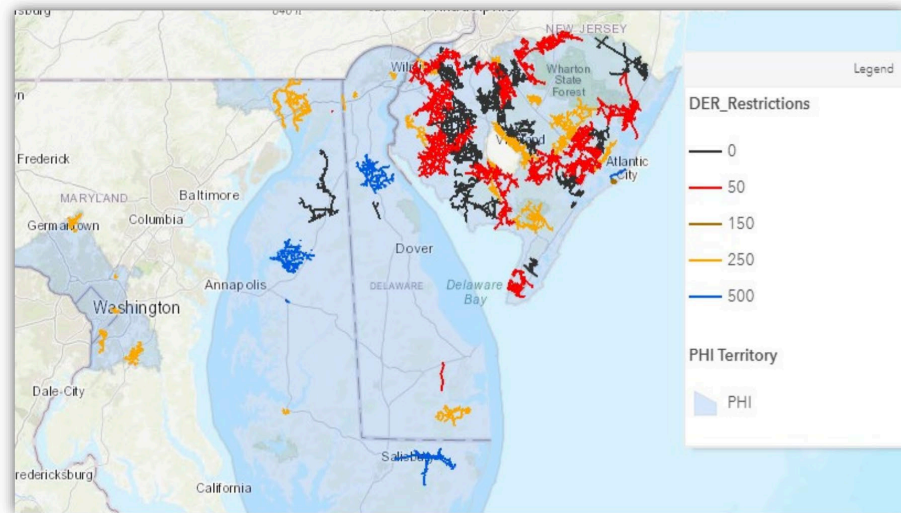 NEW JERSEY
Wharton
State
Forest
Frederick
Baltimore
MARYLAND
Columbia
Atlantic
City
Dover
Annapolis
DELAWARE
Delaware
Bay
Washington
Dale City
Salisbury
redericksburg
California
Legend
DER_Restrictions
0
50
150
250
500
PHI Territory
PHI